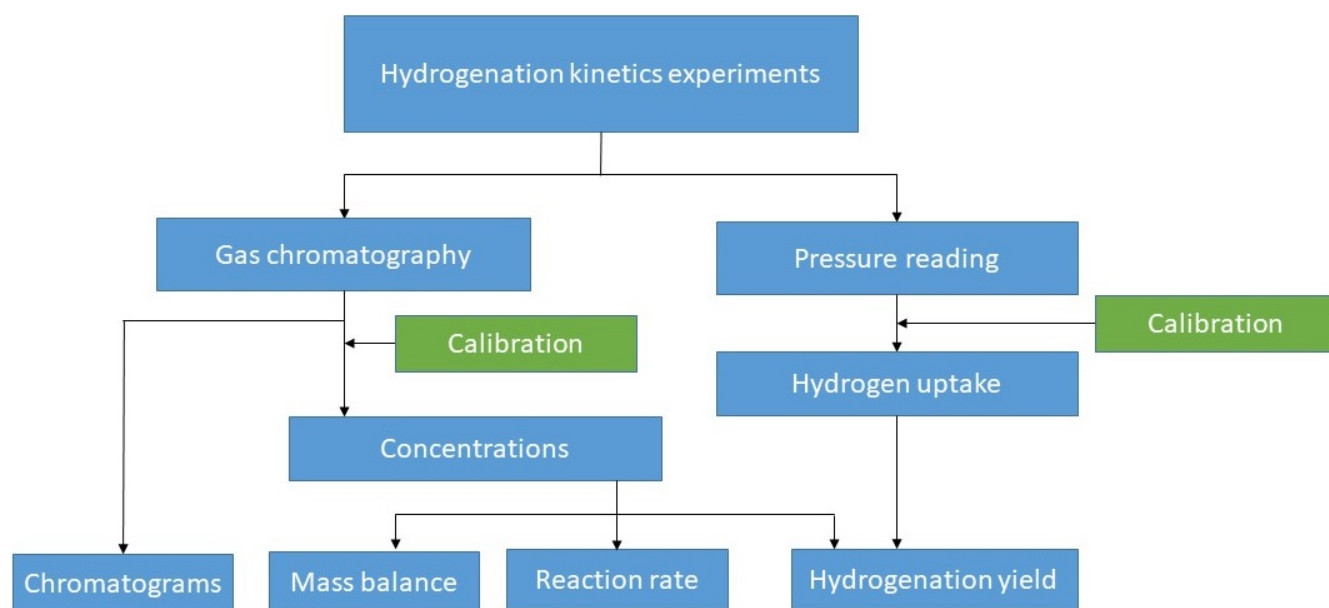 Hydrogenation kinetics experiments
Gas chromatography
Pressure reading
Calibration
Calibration
Hydrogen uptake
Concentrations
Chromatograms
Mass balance
Reaction rate
Hydrogenation yield